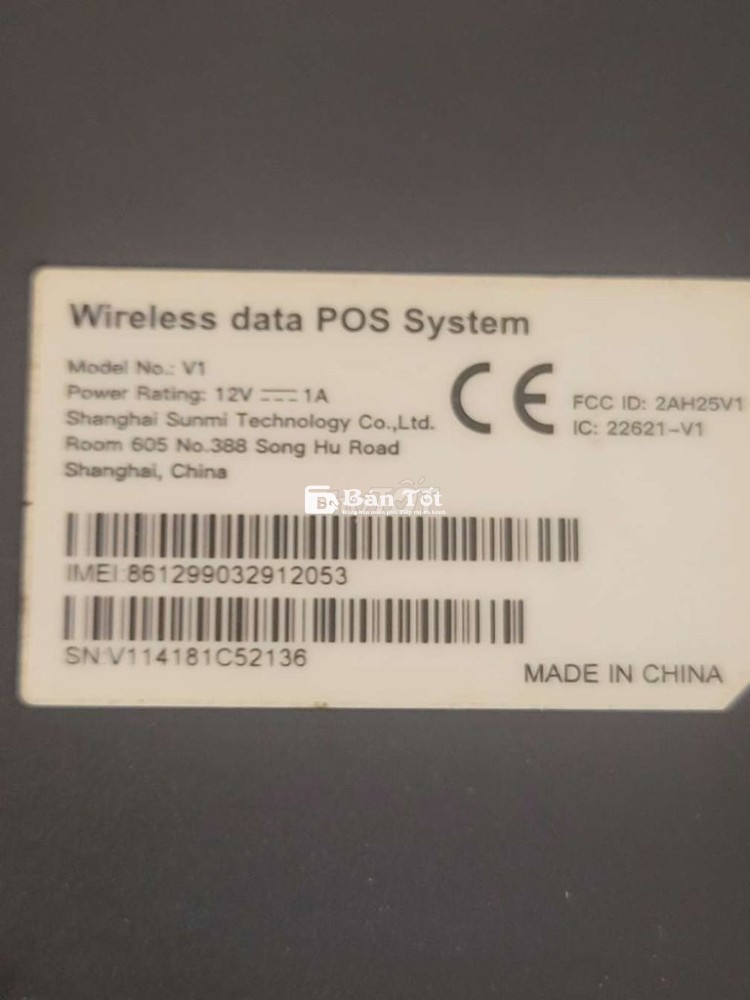 Wireless data POS System
Model No.: V1
Power Rating: 12V ⎓ 1A
Shanghai Sunmi Technology Co.,Ltd.
Room 605 No.388 Song Hu Road
Shanghai, China
CE
FCC ID: 2AH25V1
IC: 22621-V1
Bán Tốt
IMEI:861299032912053
SN:V114181C52136
MADE IN CHINA